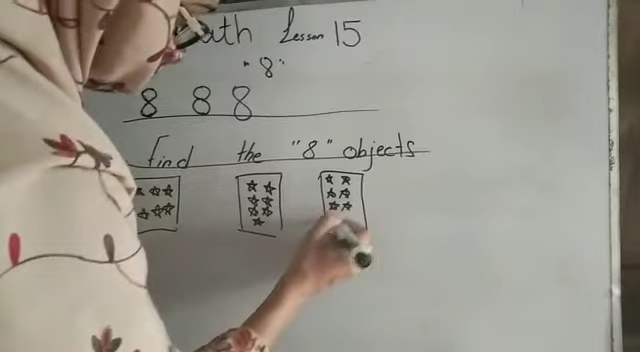 ath Lesson 15
"8"
8 8 8
Find the "8" objects